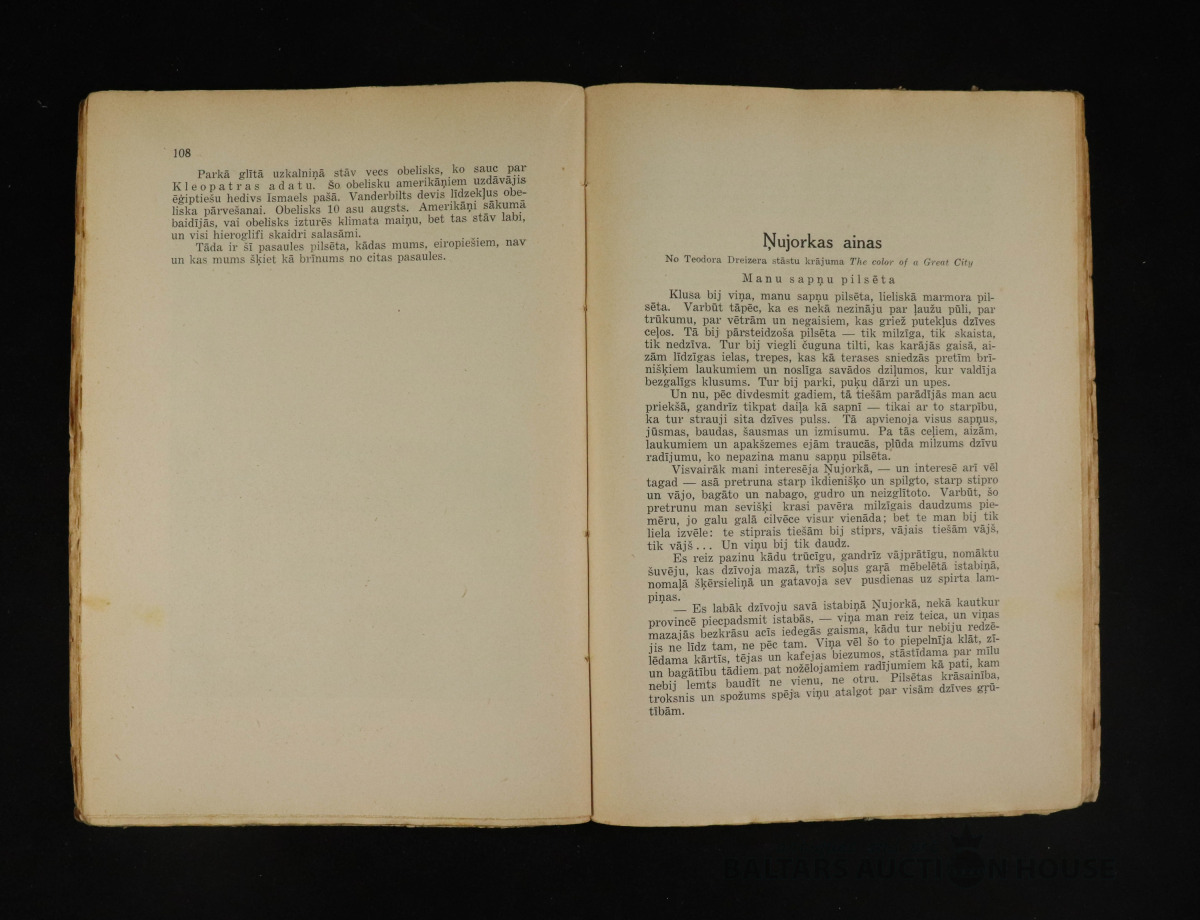 108
Parkā glītā uzkalniņā stāv vecs obelisks, ko sauc par
Kleopatras adatu. Šo obelisku amerikāņiem uzdāvājis
ēģiptiešu hedivs Ismaels pašā. Vanderbilts devis līdzekļus obe-
liska pārvešanai. Obelisks 10 asu augsts. Amerikāņi sākumā
baidījās, vai obelisks izturēs klimata maiņu, bet tas stāv labi,
un visi hieroglifi skaidri salasāmi.
Tāda ir šī pasaules pilsēta, kādas mums, eiropiešiem, nav
un kas mums šķiet kā brīnums no citas pasaules.
Ņujorkas ainas
No Teodora Dreizera stāstu krājuma The color of a Great City
Manu sapņu pilsēta
Klusa bij viņa, manu sapņu pilsēta, lieliskā marmora pil-
sēta. Varbūt tāpēc, ka es nekā nezināju par ļaužu pūli, par
trūkumu, par vētrām un negaisiem, kas griež putekļus dzīves
ceļos. Tā bij pārsteidzoša pilsēta — tik milzīga, tik skaista,
tik nedzīva. Tur bij viegli čuguna tilti, kas karājās gaisā, ai-
zām līdzīgas ielas, trepes, kas kā terases sniedzās pretīm brī-
nišķiem laukumiem un noslīga savādos dziļumos, kur valdīja
bezgalīgs klusums. Tur bij parki, puķu dārzi un upes.
Un nu, pēc divdesmit gadiem, tā tiešām parādījās man acu
priekšā, gandrīz tikpat daiļa kā sapnī — tikai ar to starpību,
ka tur strauji sita dzīves pulss. Tā apvienoja visus sapņus,
jūsmas, baudas, šausmas un izmisumu. Pa tās ceļiem, aizām,
laukumiem un apakšzemes ejām traucās, plūda milzums dzīvu
radījumu, ko nepazina manu sapņu pilsēta.
Visvairāk mani interesēja Ņujorkā, — un interesē arī vēl
tagad — asā pretruna starp ikdienišķo un spilgto, starp stipro
un vājo, bagāto un nabago, gudro un neizglītoto. Varbūt, šo
pretrunu man sevišķi krasi pavēra milzīgais daudzums pie-
mēru, jo galu galā cilvēce visur vienāda; bet te man bij tik
liela izvēle: te stiprais tiešām bij stiprs, vājais tiešām vājš,
tik vājš... Un viņu bij tik daudz.
Es reiz pazinu kādu trūcīgu, gandrīz vājprātīgu, nomāktu
šuvēju, kas dzīvoja mazā, trīs soļus gaŗā mēbelētā istabiņā,
nomaļā šķērsieliņā un gatavoja sev pusdienas uz spirta lam-
piņas.
— Es labāk dzīvoju savā istabiņā Ņujorkā, nekā kautkur
provincē piecpadsmit istabās, — viņa man reiz teica, un viņas
mazajās bezkrāsu acīs iedegās gaisma, kādu tur nebiju redzē-
jis ne līdz tam, ne pēc tam. Viņa vēl šo to piepelnīja klāt, zī-
lēdama kārtīs, tējas un kafejas biezumos, stāstīdama par mīlu
un bagātību tādiem pat nožēlojamiem radījumiem kā pati, kam
nebij lemts baudīt ne vienu, ne otru. Pilsētas krāsainība,
troksnis un spožums spēja viņu atalgot par visām dzīves gŗū-
tībām.
BALTARS AUCTION HOUSE